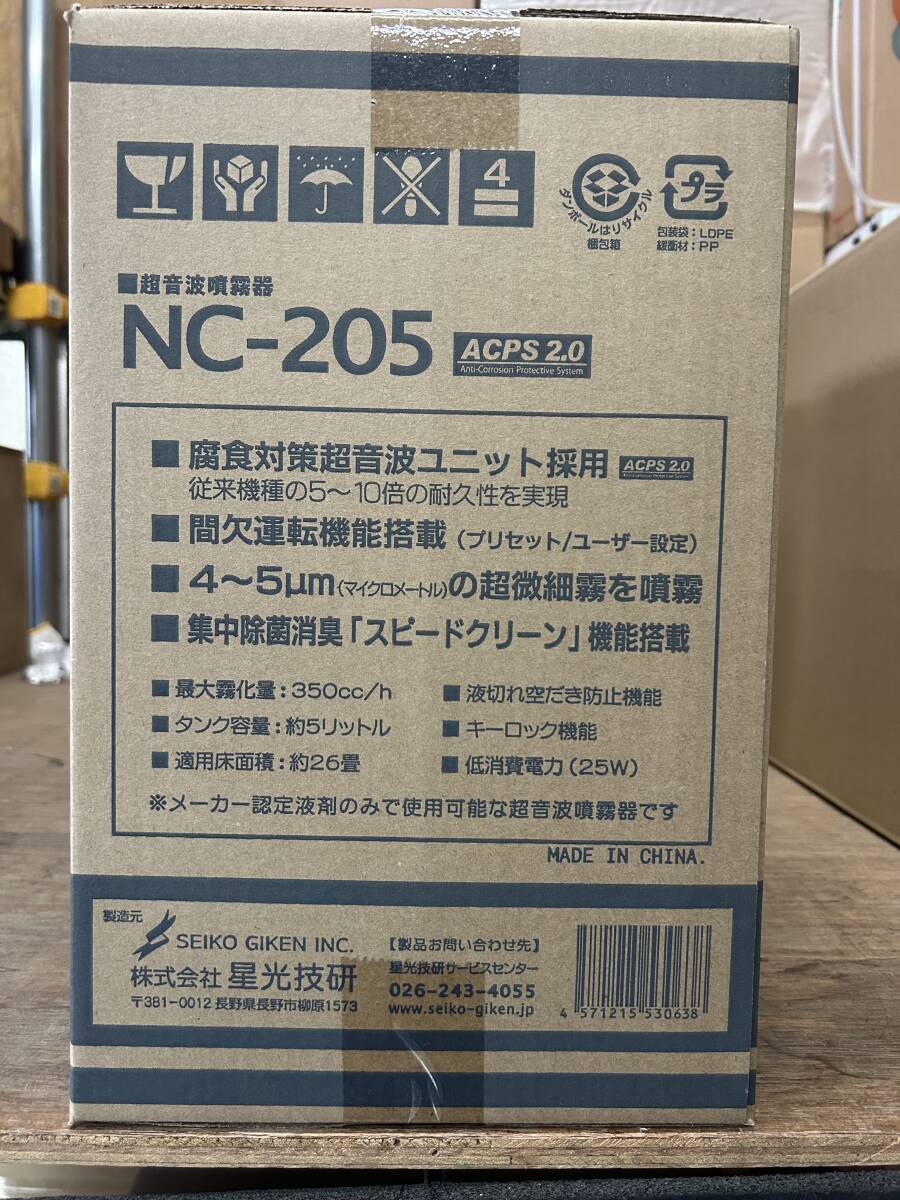 4
プラ
ダンボールはリサイクル
梱包箱
包装袋:LDPE
緩衝材:PP
■超音波噴霧器
NC-205 ACPS 2.0
Anti-Corrosion Protective System
■ 腐食対策超音波ユニット採用 ACPS 2.0
従来機種の5〜10倍の耐久性を実現
■ 間欠運転機能搭載(プリセット/ユーザー設定)
■ 4〜5μm(マイクロメートル)の超微細霧を噴霧
■ 集中除菌消臭「スピードクリーン」機能搭載
■ 最大霧化量:350cc/h
■ タンク容量:約5リットル
■ 適用床面積:約26畳
■ 液切れ空だき防止機能
■ キーロック機能
■ 低消費電力(25W)
※メーカー認定液剤のみで使用可能な超音波噴霧器です
MADE IN CHINA.
製造元
SEIKO GIKEN INC.
株式会社 星光技研
〒381-0012 長野県長野市柳原1573
【製品お問い合わせ先】
星光技研サービスセンター
026-243-4055
www.seiko-giken.jp
4 571215 530638